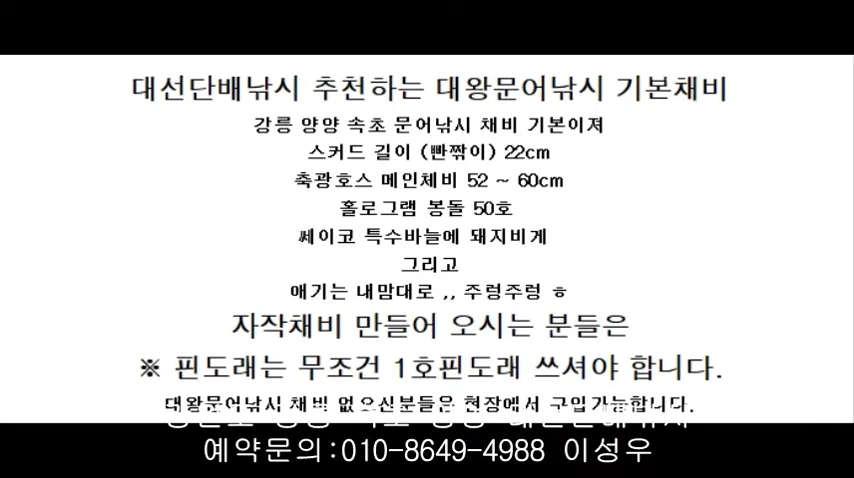 대선단배낚시 추천하는 대왕문어낚시 기본채비
강릉 양양 속초 문어낚시 채비 기본이져
스커드 길이 (빤짞이) 22cm
축광호스 메인체비 52 ~ 60cm
홀로그램 봉돌 50호
쎄이코 특수바늘에 돼지비계
그리고
애기는 내맘대로 ,, 주렁주렁 ㅎ
자작채비 만들어 오시는 분들은
※ 핀도래는 무조건 1호핀도래 쓰셔야 합니다.
대왕문어낚시 채비 없으신분들은 현장에서 구입가능합니다.
예약문의:010-8649-4988 이성우